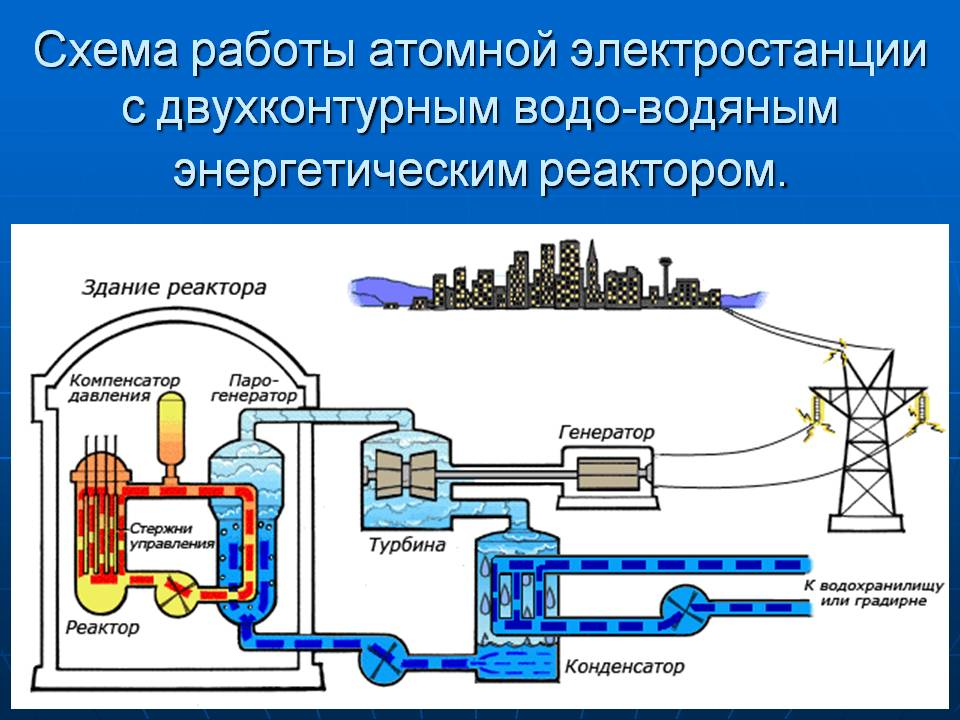 Схема работы атомной электростанции
с двухконтурным водо-водяным
энергетическим реактором.
Здание реактора
Компенсатор
давления
Паро-
генератор
Генератор
Стержни
управления
Турбина
Реактор
К водохранилищу
или градирне
Конденсатор